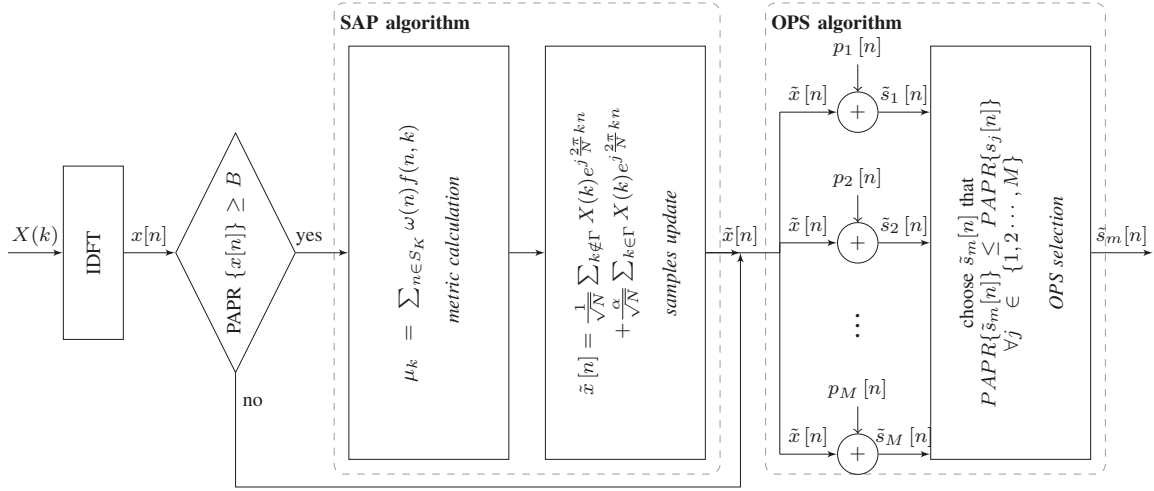 SAP algorithm
OPS algorithm
X(k)
IDFT
x[n]
PAPR {x[n]} ≥ B
yes
no
μ_k = ∑_{n∈S_K} ω(n)f(n, k)
metric calculation
x̃ [n] = 1/√N ∑_{k∉Γ} X(k)e^{j 2π/N kn}
+ α/√N ∑_{k∈Γ} X(k)e^{j 2π/N kn}
samples update
x̃[n]
p_1 [n]
x̃ [n]
+
s̃_1 [n]
p_2 [n]
x̃ [n]
+
s̃_2 [n]
...
p_M [n]
x̃ [n]
+
s̃_M [n]
choose s̃_m[n] that
PAPR{s̃_m[n]} ≤ PAPR{s_j[n]}
∀j ∈ {1, 2 · · · , M}
OPS selection
s̃_m[n]